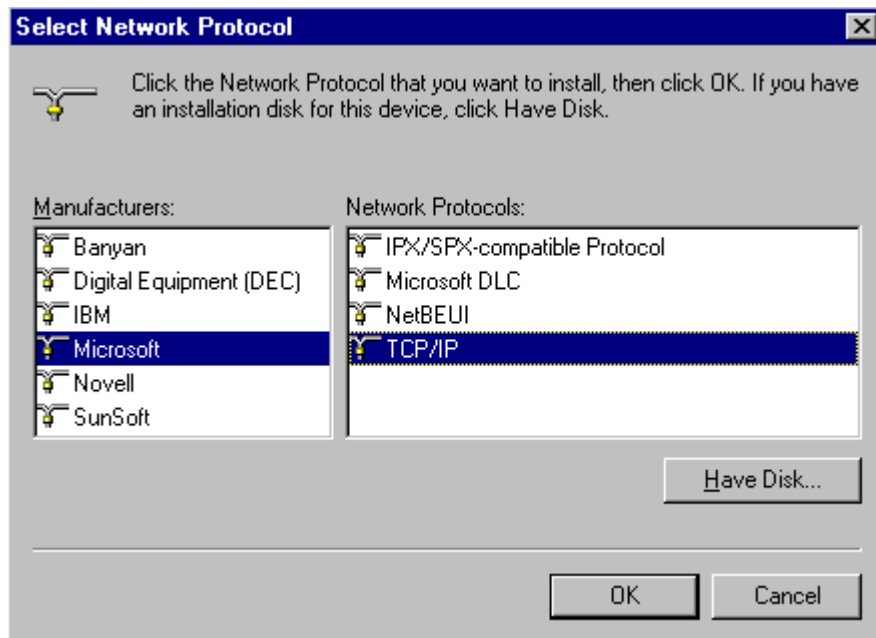 Select Network Protocol
Click the Network Protocol that you want to install, then click OK. If you have
an installation disk for this device, click Have Disk.
Manufacturers:
Banyan
Digital Equipment (DEC)
IBM
Microsoft
Novell
SunSoft
Network Protocols:
IPX/SPX-compatible Protocol
Microsoft DLC
NetBEUI
TCP/IP
Have Disk...
OK
Cancel